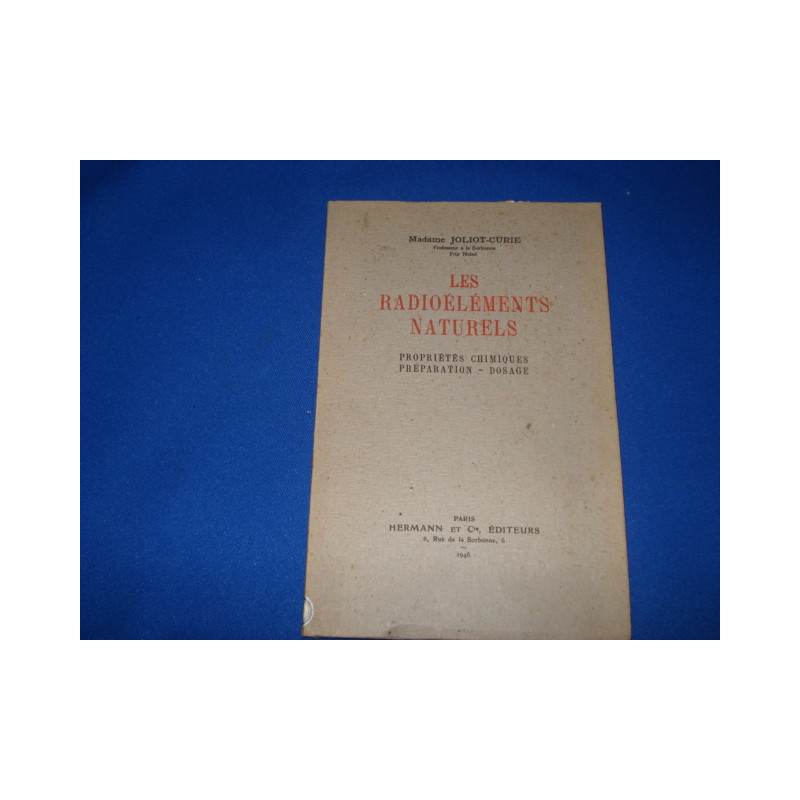 Madame JOLIOT-CURIE
Professeur à la Sorbonne
Prix Nobel
LES
RADIOÉLÉMENTS
NATURELS
PROPRIÉTÉS CHIMIQUES
PRÉPARATION – DOSAGE
PARIS
HERMANN ET Cie, ÉDITEURS
6, Rue de la Sorbonne, 6
1946